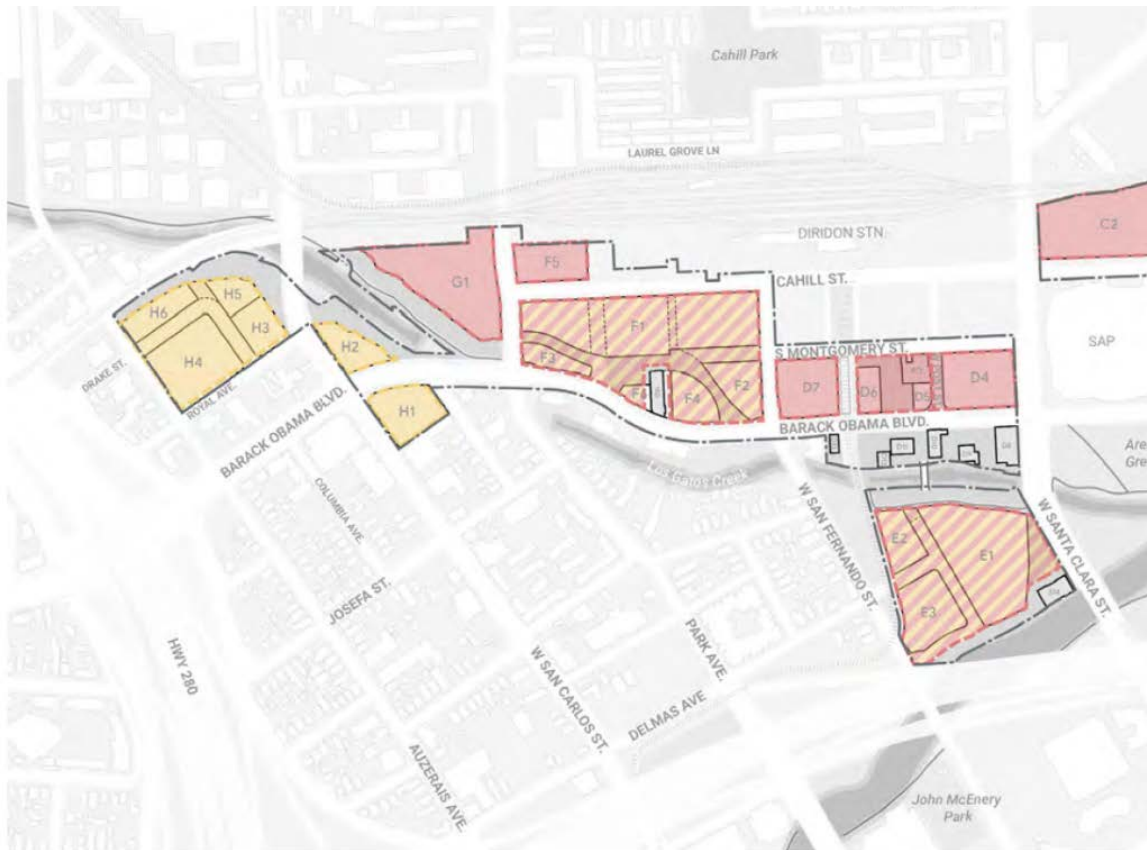 Cahill Park
LAUREL GROVE LN
C2
DIRIDON STN.
G1
F5
CAHILL ST.
H5
H6
H3
F1
SAP
H2
S MONTGOMERY ST.
F3
H4
DRAKE ST.
F2
D7
D6
D5
D4
F4
ROYAL AVE.
H1
BARACK OBAMA BLVD.
BARACK OBAMA BLVD.
Are
Gre
Los Gatos Creek
COLUMBIA AVE.
W SAN FERNANDO ST.
E2
E1
W SANTA CLARA ST.
JOSEFA ST.
E3
HWY 280
PARK AVE.
W SAN CARLOS ST.
DELMAS AVE
AUZERAIS AVE
John McEnery
Park